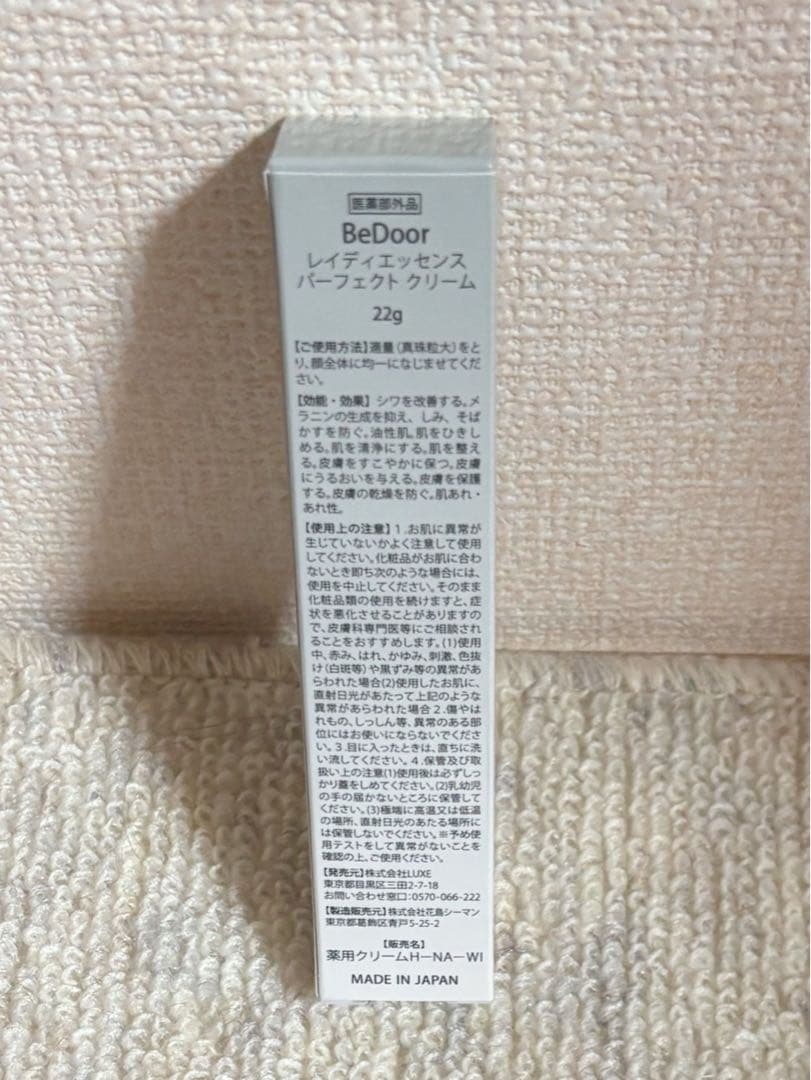 医薬部外品
BeDoor
レイディエッセンス
パーフェクト クリーム
22g
【ご使用方法】適量(真珠粒大)をと
り、顔全体に均一になじませてくだ
さい。
【効能・効果】 シワを改善する。メ
ラニンの生成を抑え、しみ、そば
かすを防ぐ。油性肌。肌をひきし
める。肌を清浄にする。肌を整え
る。皮膚をすこやかに保つ。皮膚
にうるおいを与える。皮膚を保護
する。皮膚の乾燥を防ぐ。肌あれ・
あれ性。
【使用上の注意】1.お肌に異常が
生じていないかよく注意して使用
してください。化粧品がお肌に合わ
ないとき即ち次のような場合には、
使用を中止してください。そのまま
化粧品類の使用を続けますと、症
状を悪化させることがありますの
で、皮膚科専門医等にご相談され
ることをおすすめします。(1)使用
中、赤み、はれ、かゆみ、刺激、色抜
け(白斑等)や黒ずみ等の異常があ
らわれた場合(2)使用したお肌に、
直射日光があたって上記のような
異常があらわれた場合2.傷やは
れもの、しっしん等、異常のある部
位にはお使いにならないでくださ
い。3.目に入ったときは、直ちに洗
い流してください。4.保管及び取
扱い上の注意(1)使用後は必ずしっ
かり蓋をしめてください。(2)乳幼児
の手の届かないところに保管して
ください。(3)極端に高温又は低温
の場所、直射日光のあたる場所に
は保管しないでください。※予め使
用テストをして異常がないことを
確認の上、ご使用ください。
【発売元】株式会社LUXE
東京都目黒区三田2-7-18
お問い合わせ窓口:0570-066-222
【製造販売元】株式会社花島シーマン
東京都葛飾区青戸5-25-2
【販売名】
薬用クリームH−NA−WI
MADE IN JAPAN